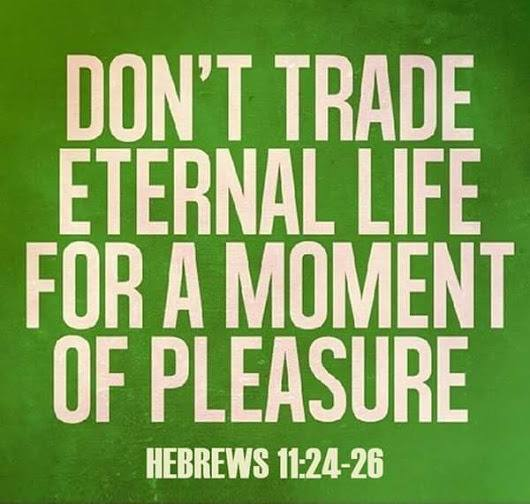 DON'T TRADE
ETERNAL LIFE
FOR A MOMENT
OF PLEASURE
HEBREWS 11:24-26